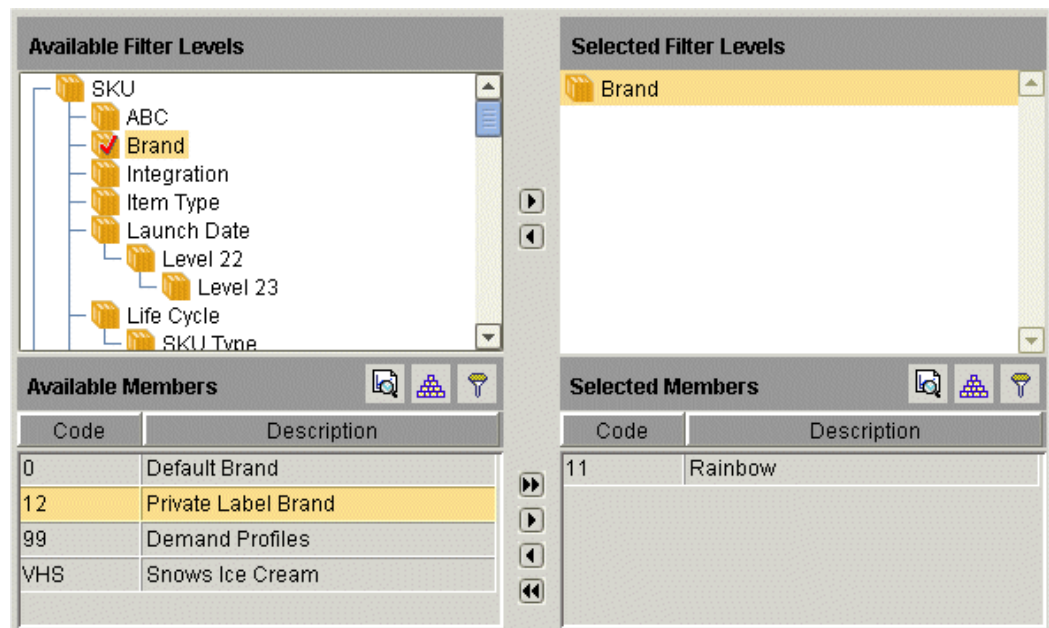 Available Filter Levels
SKU
ABC
Brand
Integration
Item Type
Launch Date
Level 22
Level 23
Life Cycle
SKU Type
Selected Filter Levels
Brand
Available Members
Code Description
0 Default Brand
12 Private Label Brand
99 Demand Profiles
VHS Snows Ice Cream
Selected Members
Code Description
11 Rainbow